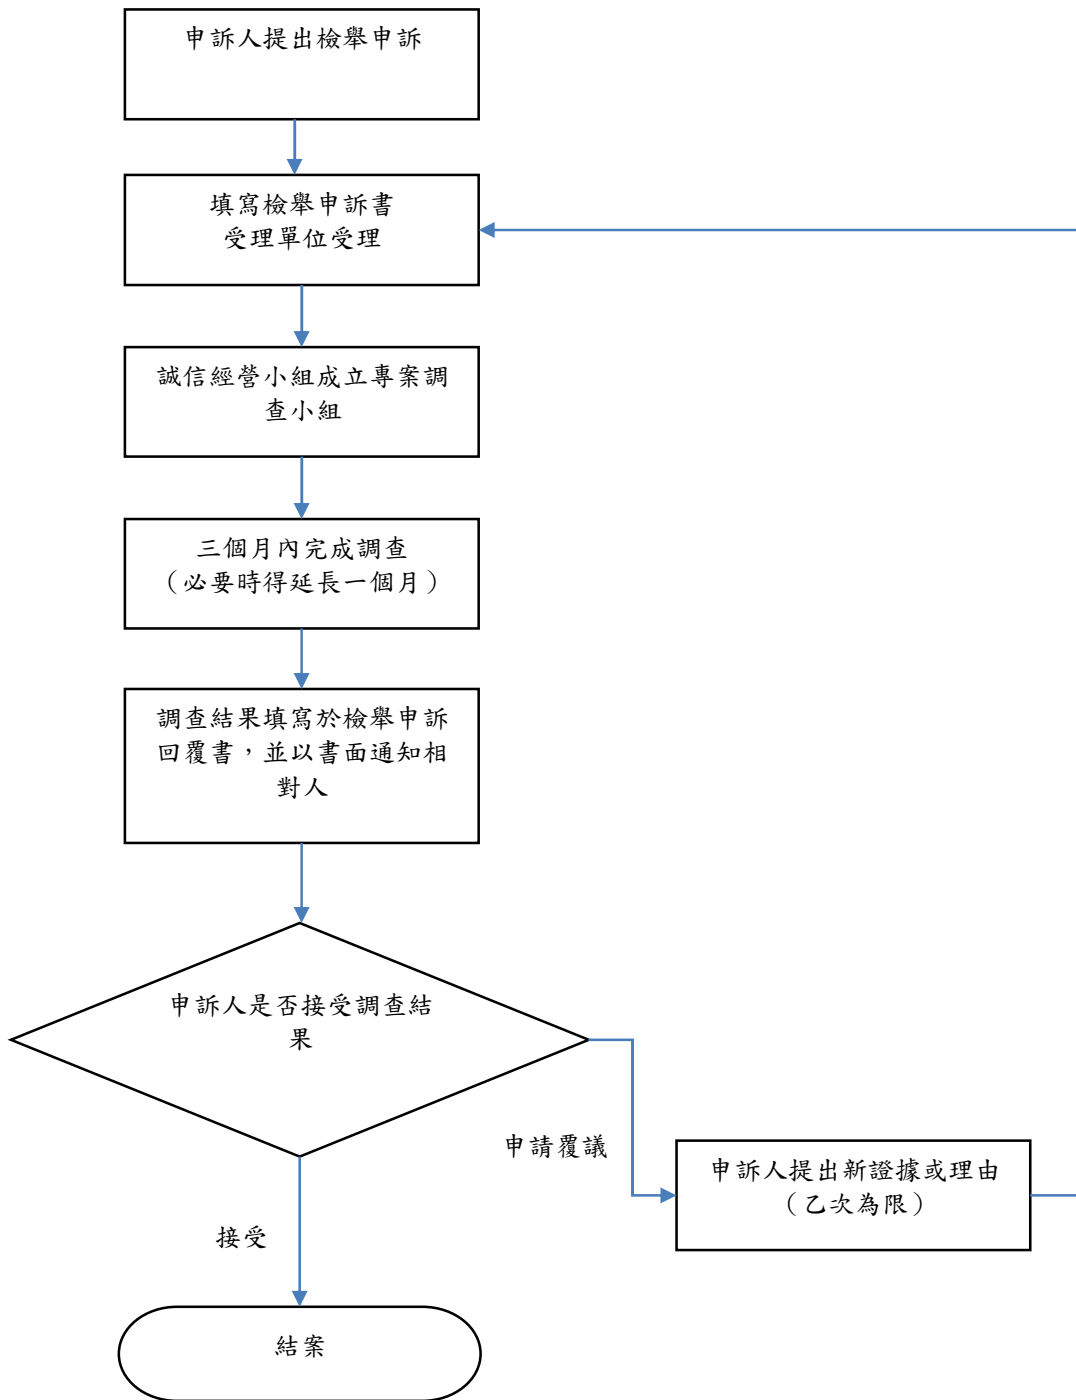 申訴人提出檢舉申訴
填寫檢舉申訴書
受理單位受理
誠信經營小組成立專案調
查小組
三個月內完成調查
（必要時得延長一個月）
調查結果填寫於檢舉申訴
回覆書，並以書面通知相
對人
申訴人是否接受調查結
果
申請覆議
申訴人提出新證據或理由
（乙次為限）
接受
結案